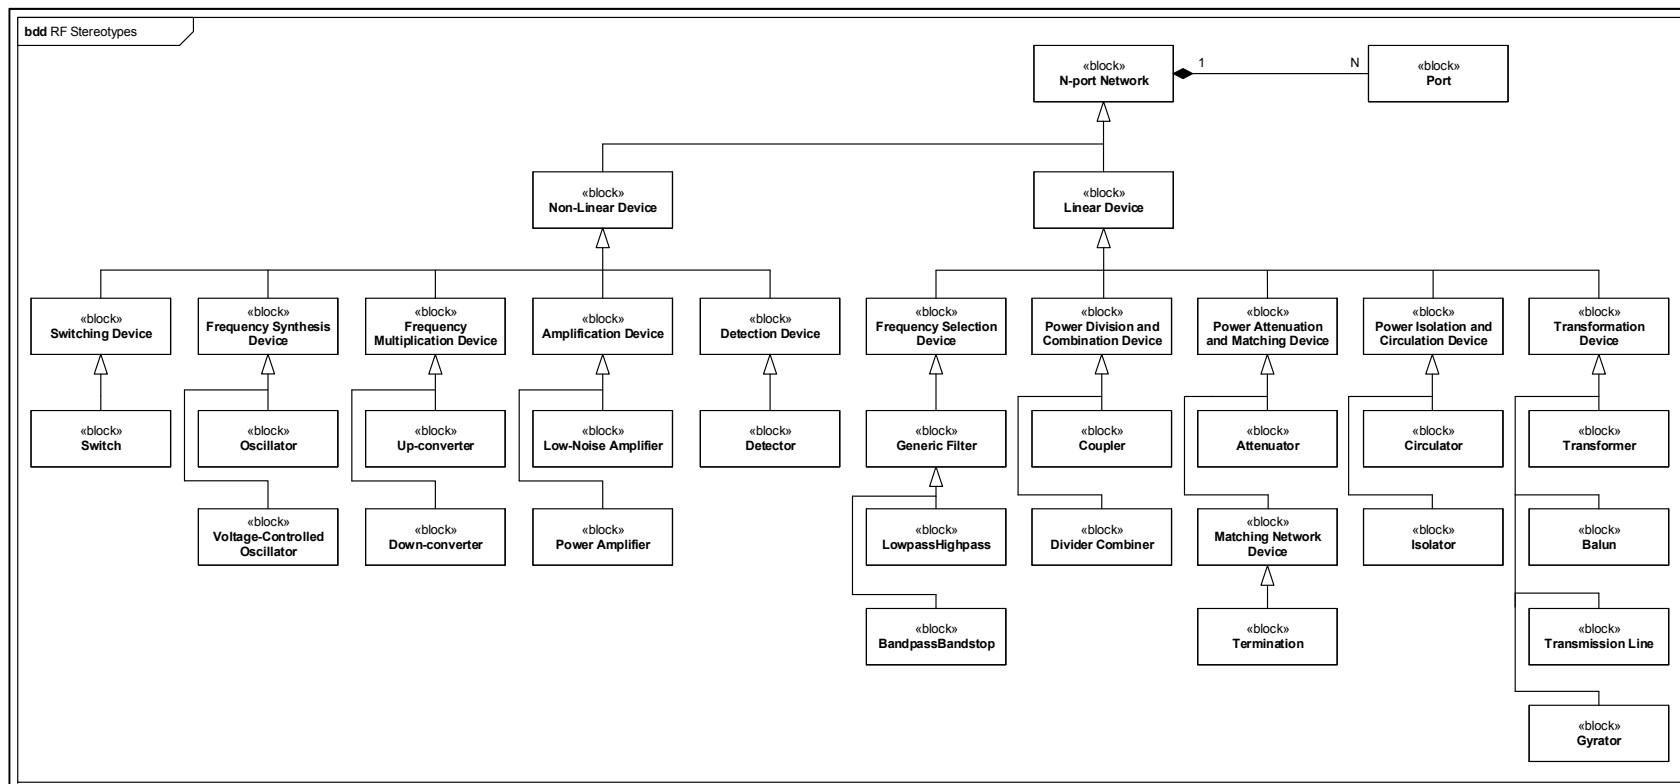 bdd RF Stereotypes
«block»
N-port Network
1
N
«block»
Port
«block»
Non-Linear Device
«block»
Linear Device
«block»
Switching Device
«block»
Frequency Synthesis
Device
«block»
Frequency
Multiplication Device
«block»
Amplification Device
«block»
Detection Device
«block»
Frequency Selection
Device
«block»
Power Division and
Combination Device
«block»
Power Attenuation
and Matching Device
«block»
Power Isolation and
Circulation Device
«block»
Transformation
Device
«block»
Switch
«block»
Oscillator
«block»
Up-converter
«block»
Low-Noise Amplifier
«block»
Detector
«block»
Generic Filter
«block»
Coupler
«block»
Attenuator
«block»
Circulator
«block»
Transformer
«block»
Voltage-Controlled
Oscillator
«block»
Down-converter
«block»
Power Amplifier
«block»
LowpassHighpass
«block»
Divider Combiner
«block»
Matching Network
Device
«block»
Isolator
«block»
Balun
«block»
BandpassBandstop
«block»
Termination
«block»
Transmission Line
«block»
Gyrator